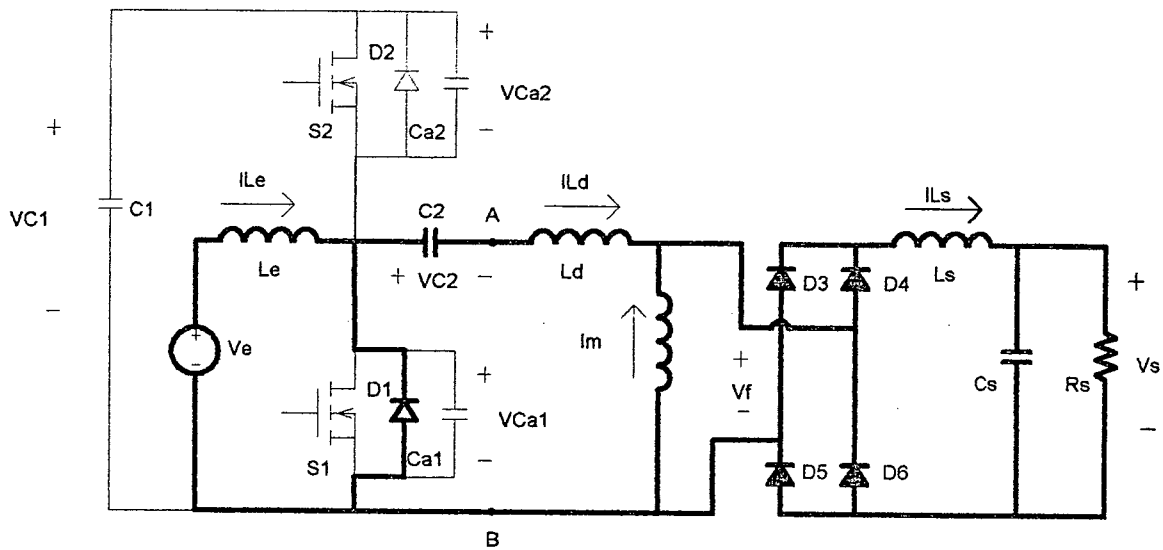 + D2 +
VCa2
S2 Ca2 −
+ ILe ILd ILs
VC1 C1 C2 A
Le + VC2 − Ld Ls
− D3 D4 +
+ Ve − Im + Vf − Cs Rs Vs
D1 + VCa1
S1 Ca1 − D5 D6 −
B